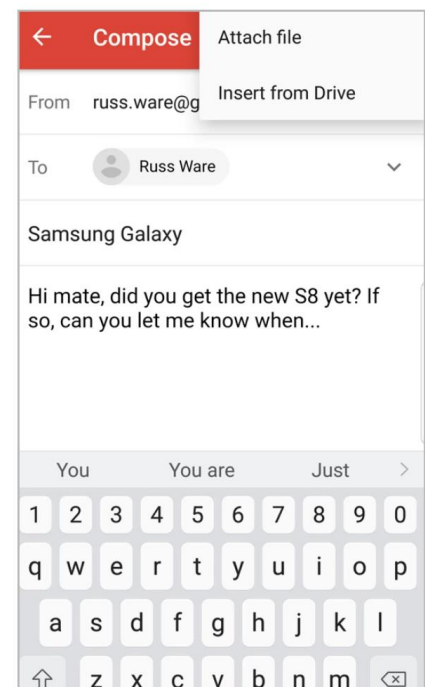 Compose
Attach file
Insert from Drive
From russ.ware@g
To Russ Ware
Samsung Galaxy
Hi mate, did you get the new S8 yet? If
so, can you let me know when...
You You are Just
1 2 3 4 5 6 7 8 9 0
q w e r t y u i o p
a s d f g h j k l
z x c v b n m